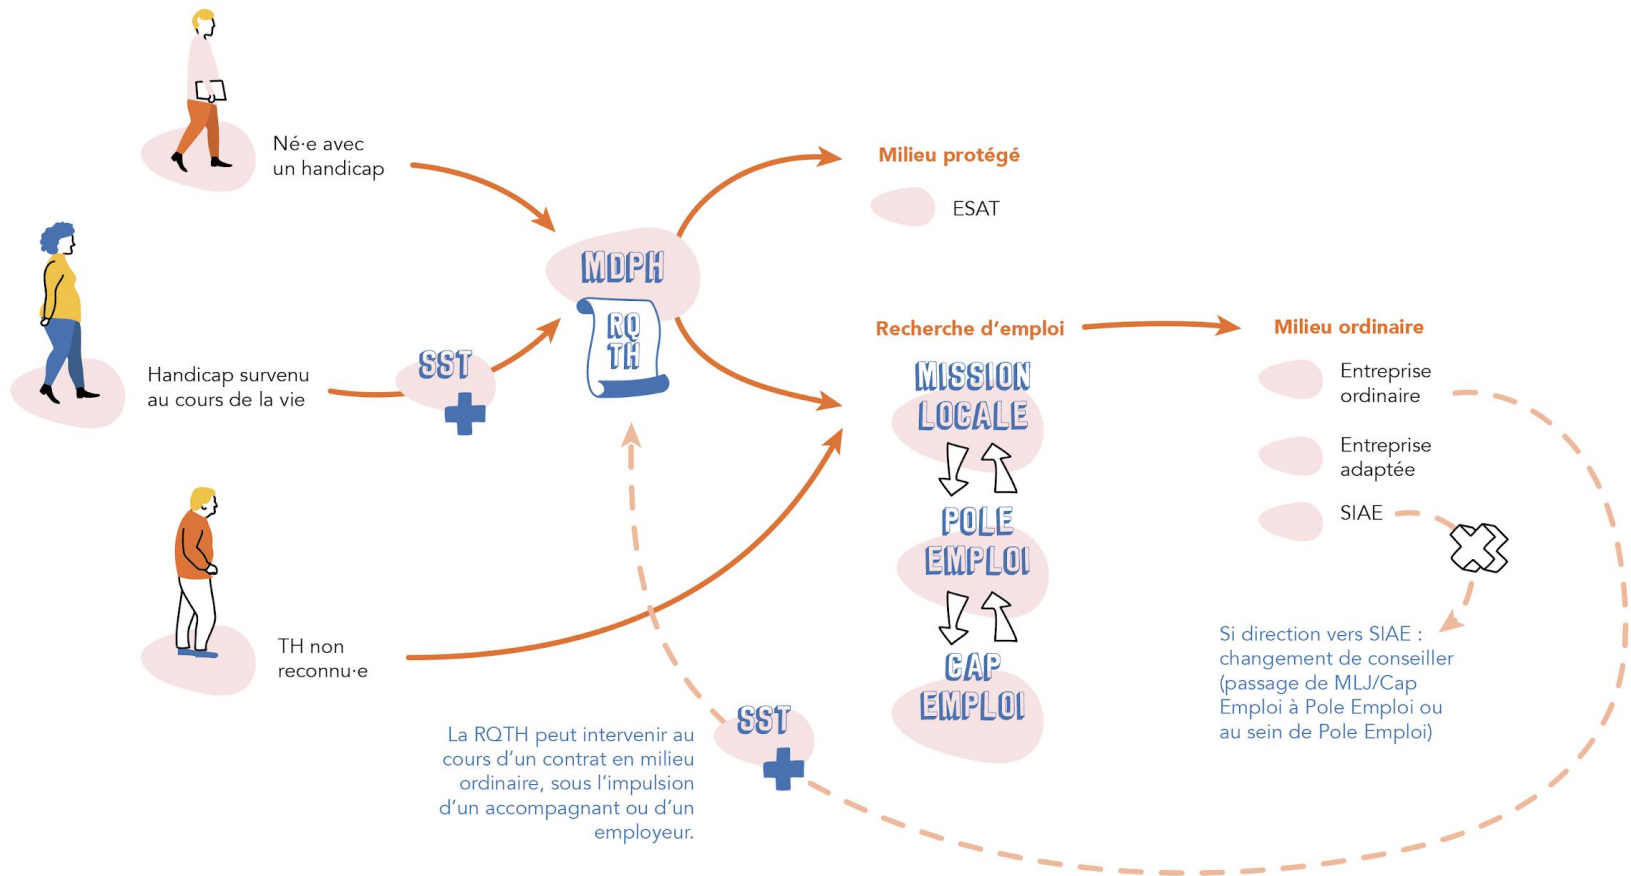 Né·e avec
un handicap
Milieu protégé
ESAT
MDPH
RQ
TH
Handicap survenu
au cours de la vie
SST
Recherche d'emploi
MISSION
LOCALE
POLE
EMPLOI
CAP
EMPLOI
Milieu ordinaire
Entreprise
ordinaire
Entreprise
adaptée
SIAE
TH non
reconnu·e
Si direction vers SIAE :
changement de conseiller
(passage de MLJ/Cap
Emploi à Pole Emploi ou
au sein de Pole Emploi)
SST
La RQTH peut intervenir au
cours d'un contrat en milieu
ordinaire, sous l'impulsion
d'un accompagnant ou d'un
employeur.